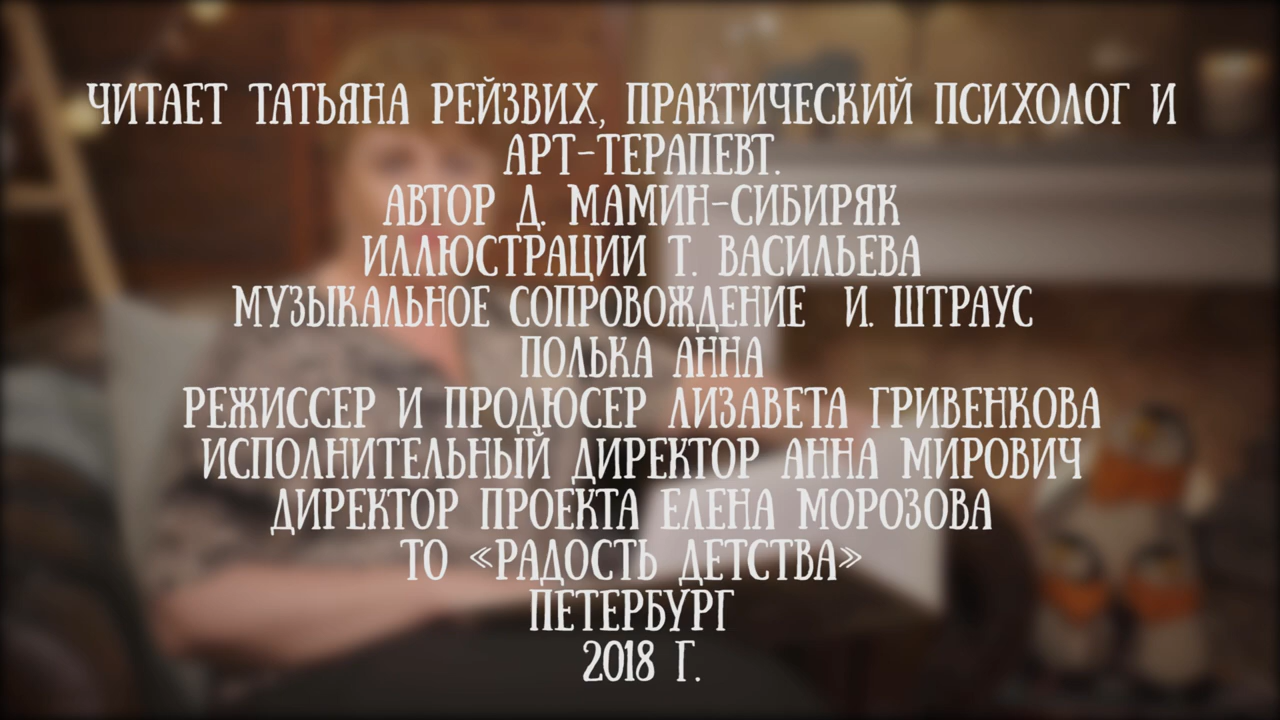 ЧИТАЕТ ТАТЬЯНА РЕЙЗВИХ, ПРАКТИЧЕСКИЙ ПСИХОЛОГ И
АРТ-ТЕРАПЕВТ.
АВТОР Д. МАМИН-СИБИРЯК
ИЛЛЮСТРАЦИИ Т. ВАСИЛЬЕВА
МУЗЫКАЛЬНОЕ СОПРОВОЖДЕНИЕ И. ШТРАУС
ПОЛЬКА АННА
РЕЖИССЕР И ПРОДЮСЕР ЛИЗАВЕТА ГРИВЕНКОВА
ИСПОЛНИТЕЛЬНЫЙ ДИРЕКТОР АННА МИРОВИЧ
ДИРЕКТОР ПРОЕКТА ЕЛЕНА МОРОЗОВА
ТО «РАДОСТЬ ДЕТСТВА»
ПЕТЕРБУРГ
2018 Г.